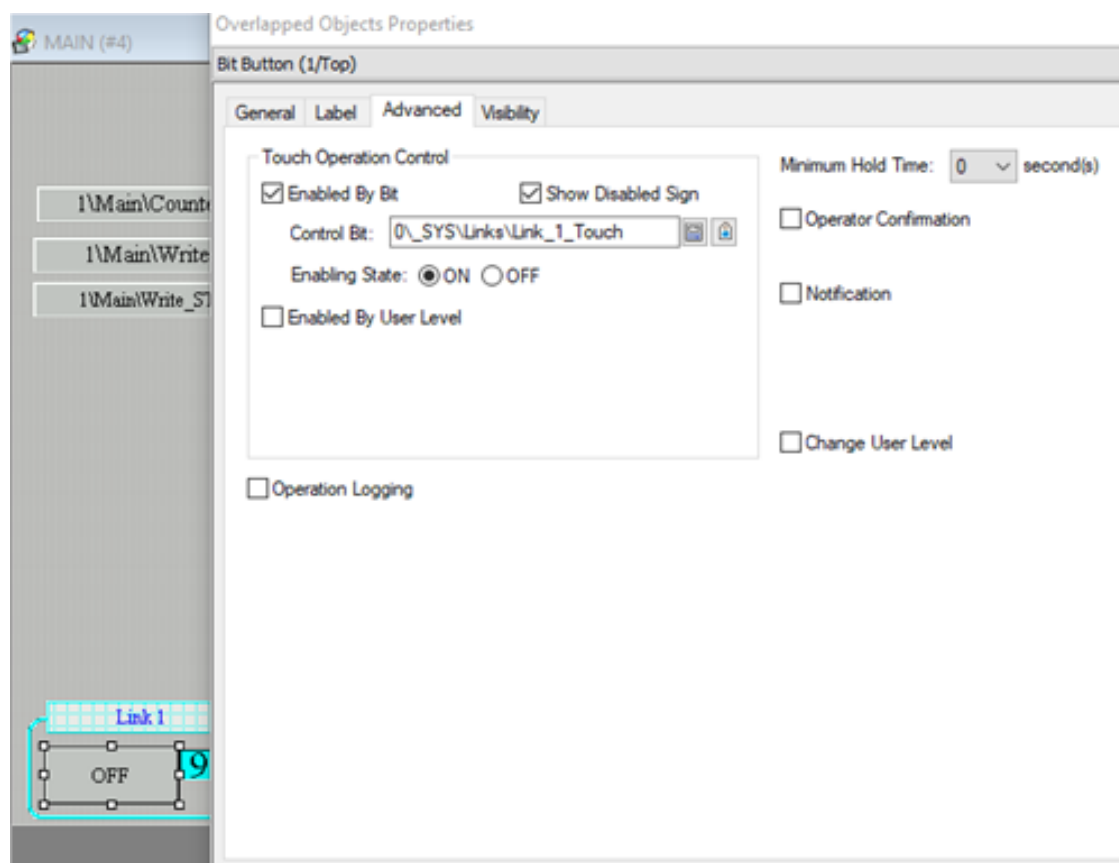 Overlapped Objects Properties
MAIN (#4)
Bit Button (1/Top)
General Label Advanced Visibility
Touch Operation Control
Minimum Hold Time: 0 second(s)
Enabled By Bit Show Disabled Sign
Control Bit: 0\_SYS\Links\Link_1_Touch
Operator Confirmation
Enabling State: ON OFF
Notification
Enabled By User Level
Change User Level
Operation Logging
1\Main\Counte
1\Main\Write
1\Main\Write_ST
Link 1
OFF 9